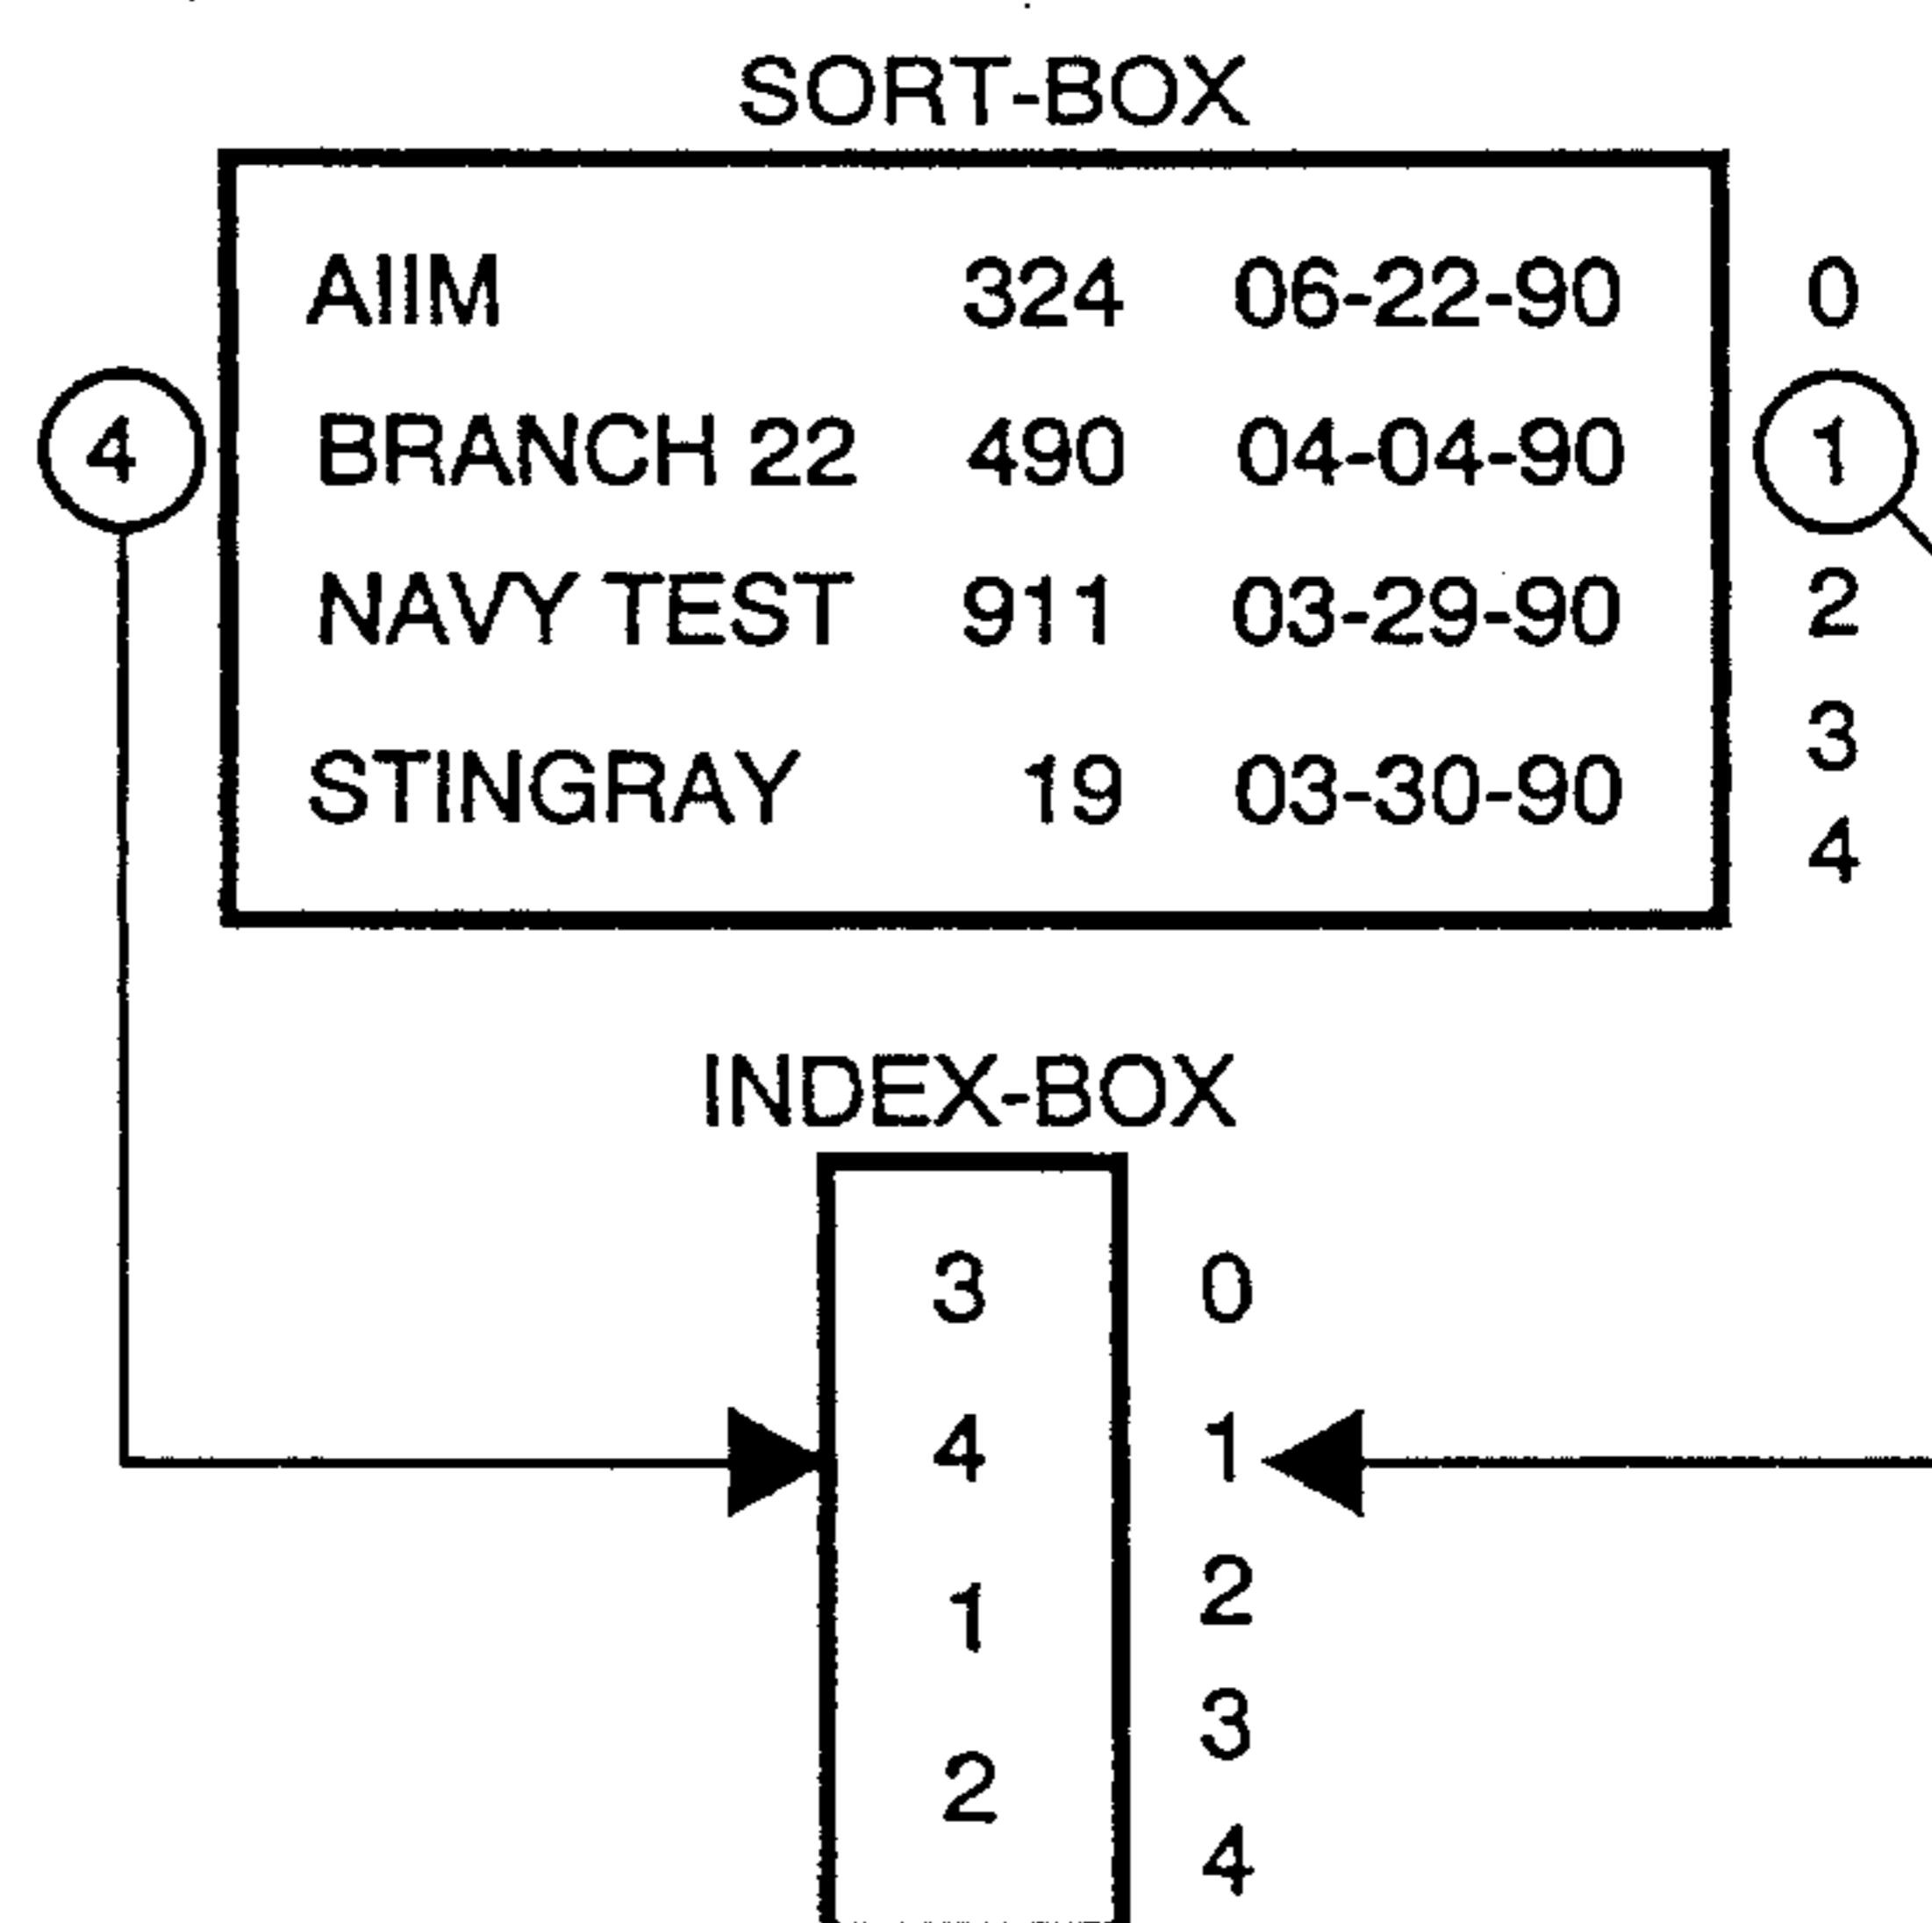 SORT-BOX
AIIM 324 06-22-90 0
4 BRANCH 22 490 04-04-90 1
NAVY TEST 911 03-29-90 2
3
STINGRAY 19 03-30-90
4
INDEX-BOX
3 0
4 1
1 2
3
2
4